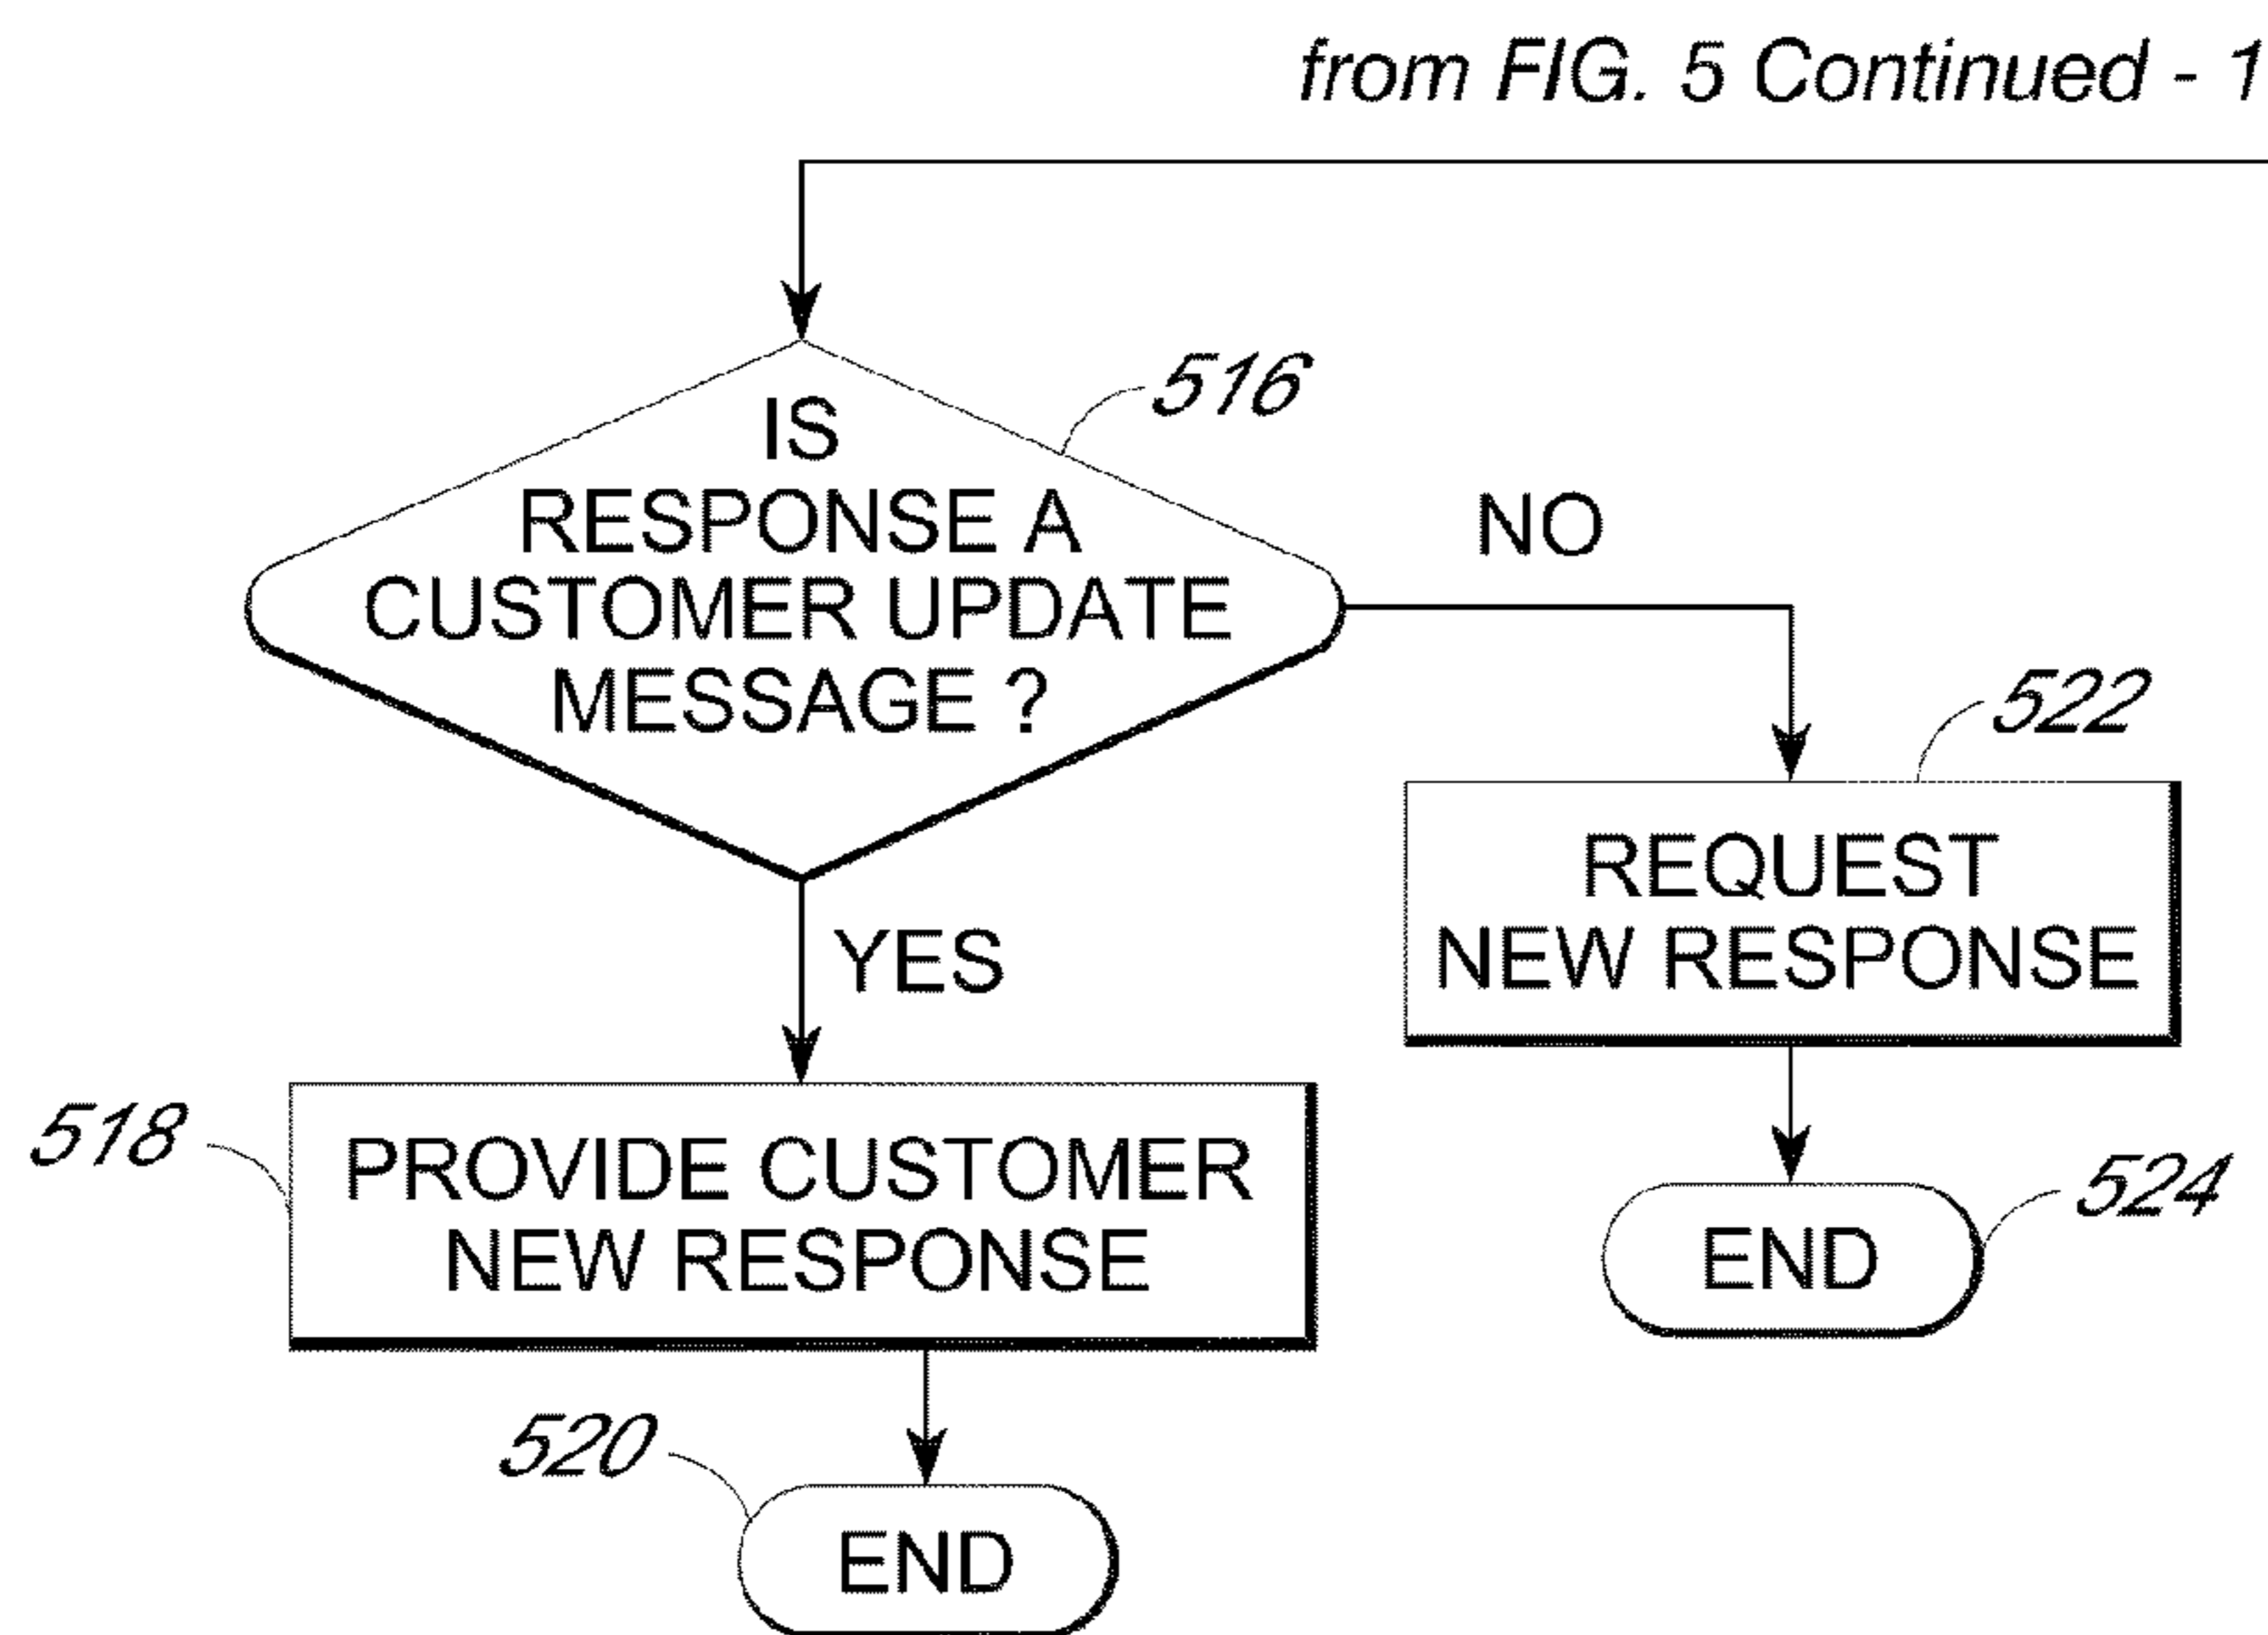 from FIG. 5 Continued - 1
516
IS
RESPONSE A
CUSTOMER UPDATE
MESSAGE ?
NO
522
REQUEST
NEW RESPONSE
YES
518
PROVIDE CUSTOMER
NEW RESPONSE
524
END
520
END